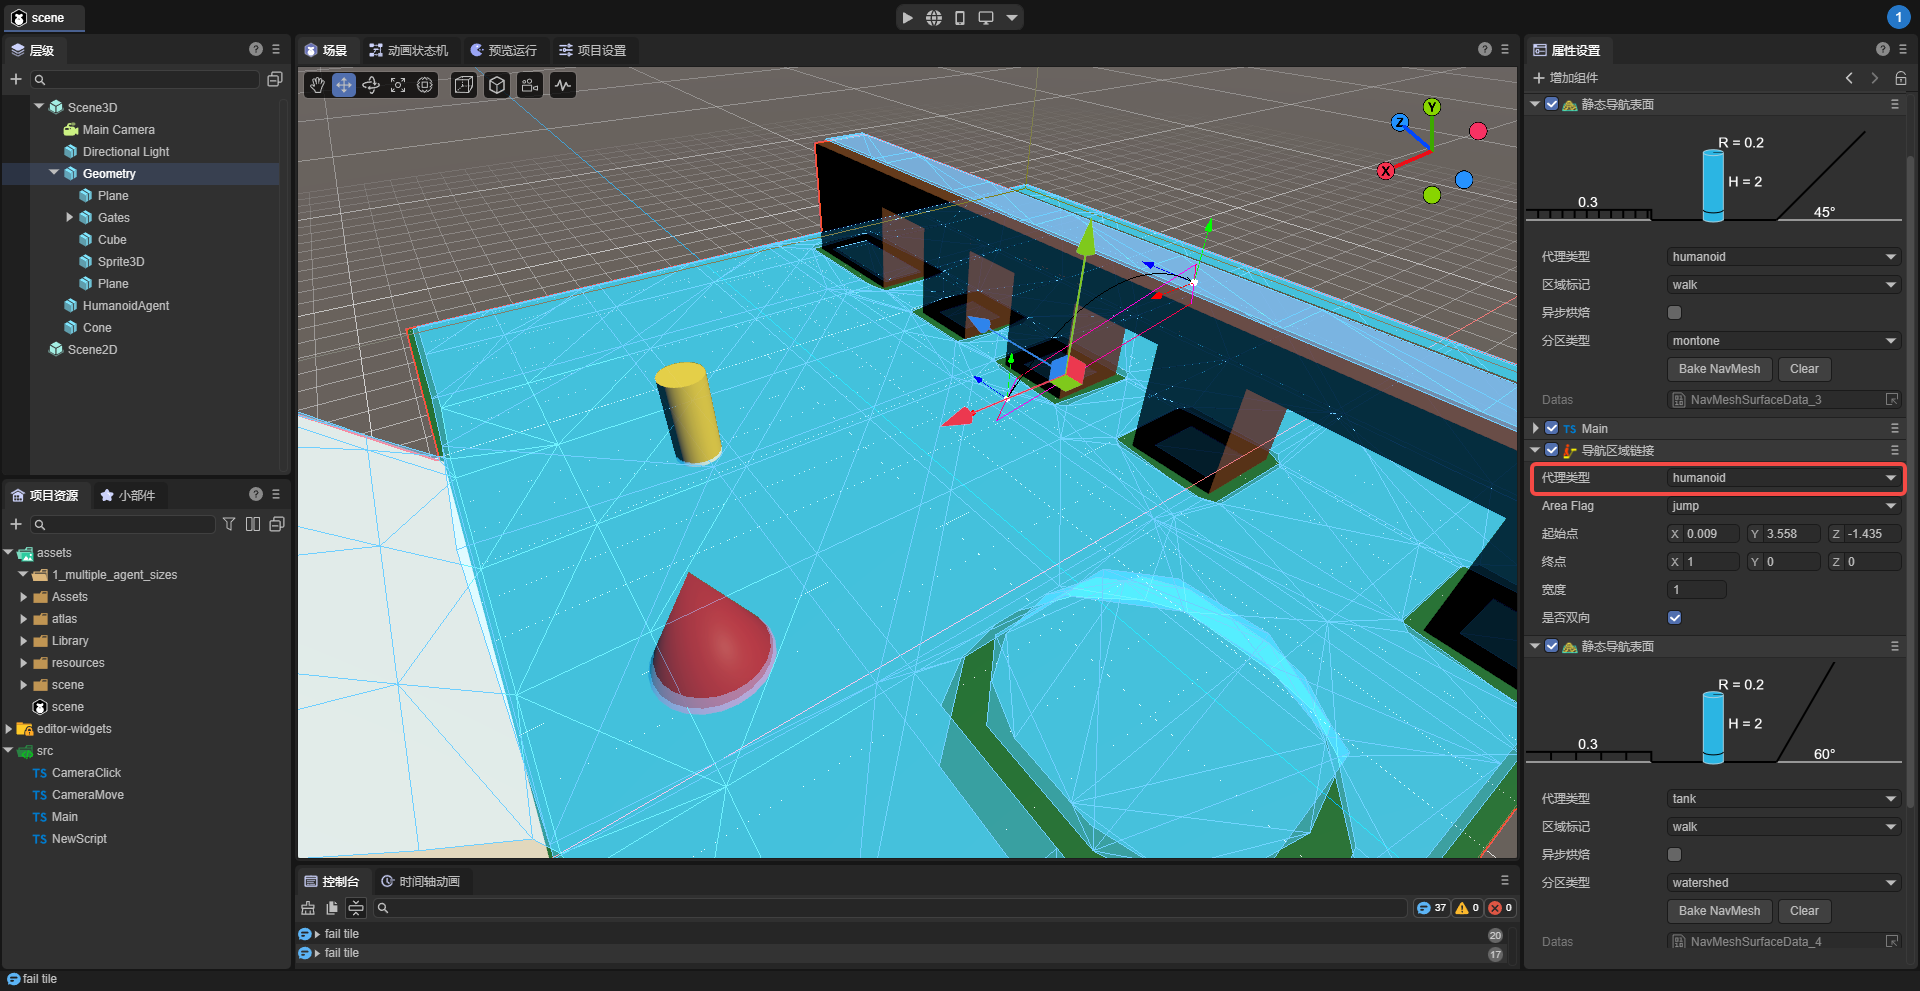 scene
1
层级
Scene3D
Main Camera
Directional Light
Geometry
Plane
Gates
Cube
Sprite3D
Plane
HumanoidAgent
Cone
Scene2D
项目资源 小部件
assets
1_multiple_agent_sizes
Assets
atlas
Library
resources
scene
scene
editor-widgets
src
TS CameraClick
TS CameraMove
TS Main
TS NewScript
场景 动画状态机 预览运行 项目设置
Y
Z
X
控制台 时间轴动画
37 0 0
fail tile 20
fail tile 17
fail tile
属性设置
增加组件
静态导航表面
R = 0.2
H = 2
0.3
45°
代理类型 humanoid
区域标记 walk
异步烘焙
分区类型 montone
Bake NavMesh Clear
Datas NavMeshSurfaceData_3
TS Main
导航区域链接
代理类型 humanoid
Area Flag jump
起始点 X 0.009 Y 3.558 Z -1.435
终点 X 1 Y 0 Z 0
宽度 1
是否双向
静态导航表面
R = 0.2
H = 2
0.3
60°
代理类型 tank
区域标记 walk
异步烘焙
分区类型 watershed
Bake NavMesh Clear
Datas NavMeshSurfaceData_4